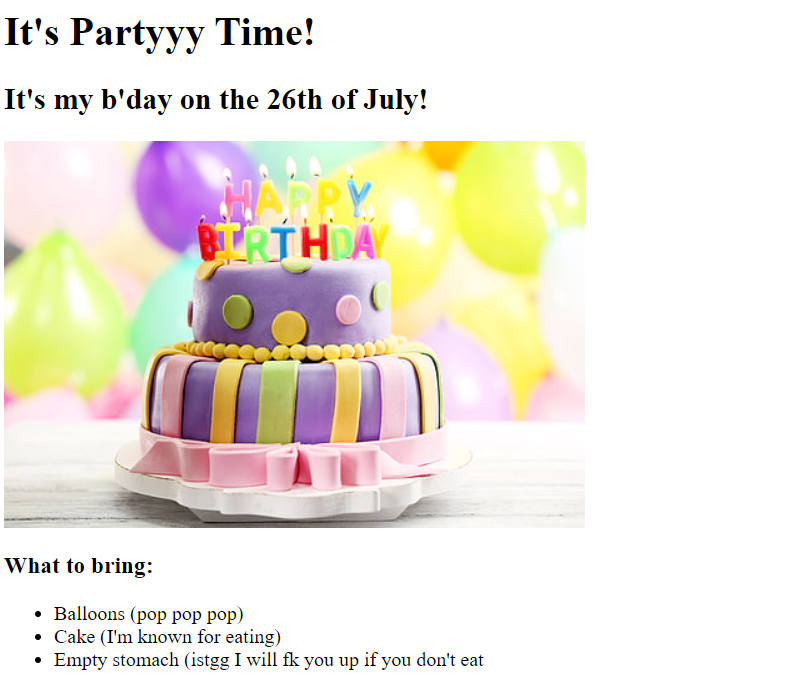 It's Partyyy Time!
It's my b'day on the 26th of July!
HAPPY
BIRTHDAY
What to bring:
Balloons (pop pop pop)
Cake (I'm known for eating)
Empty stomach (istgg I will fk you up if you don't eat